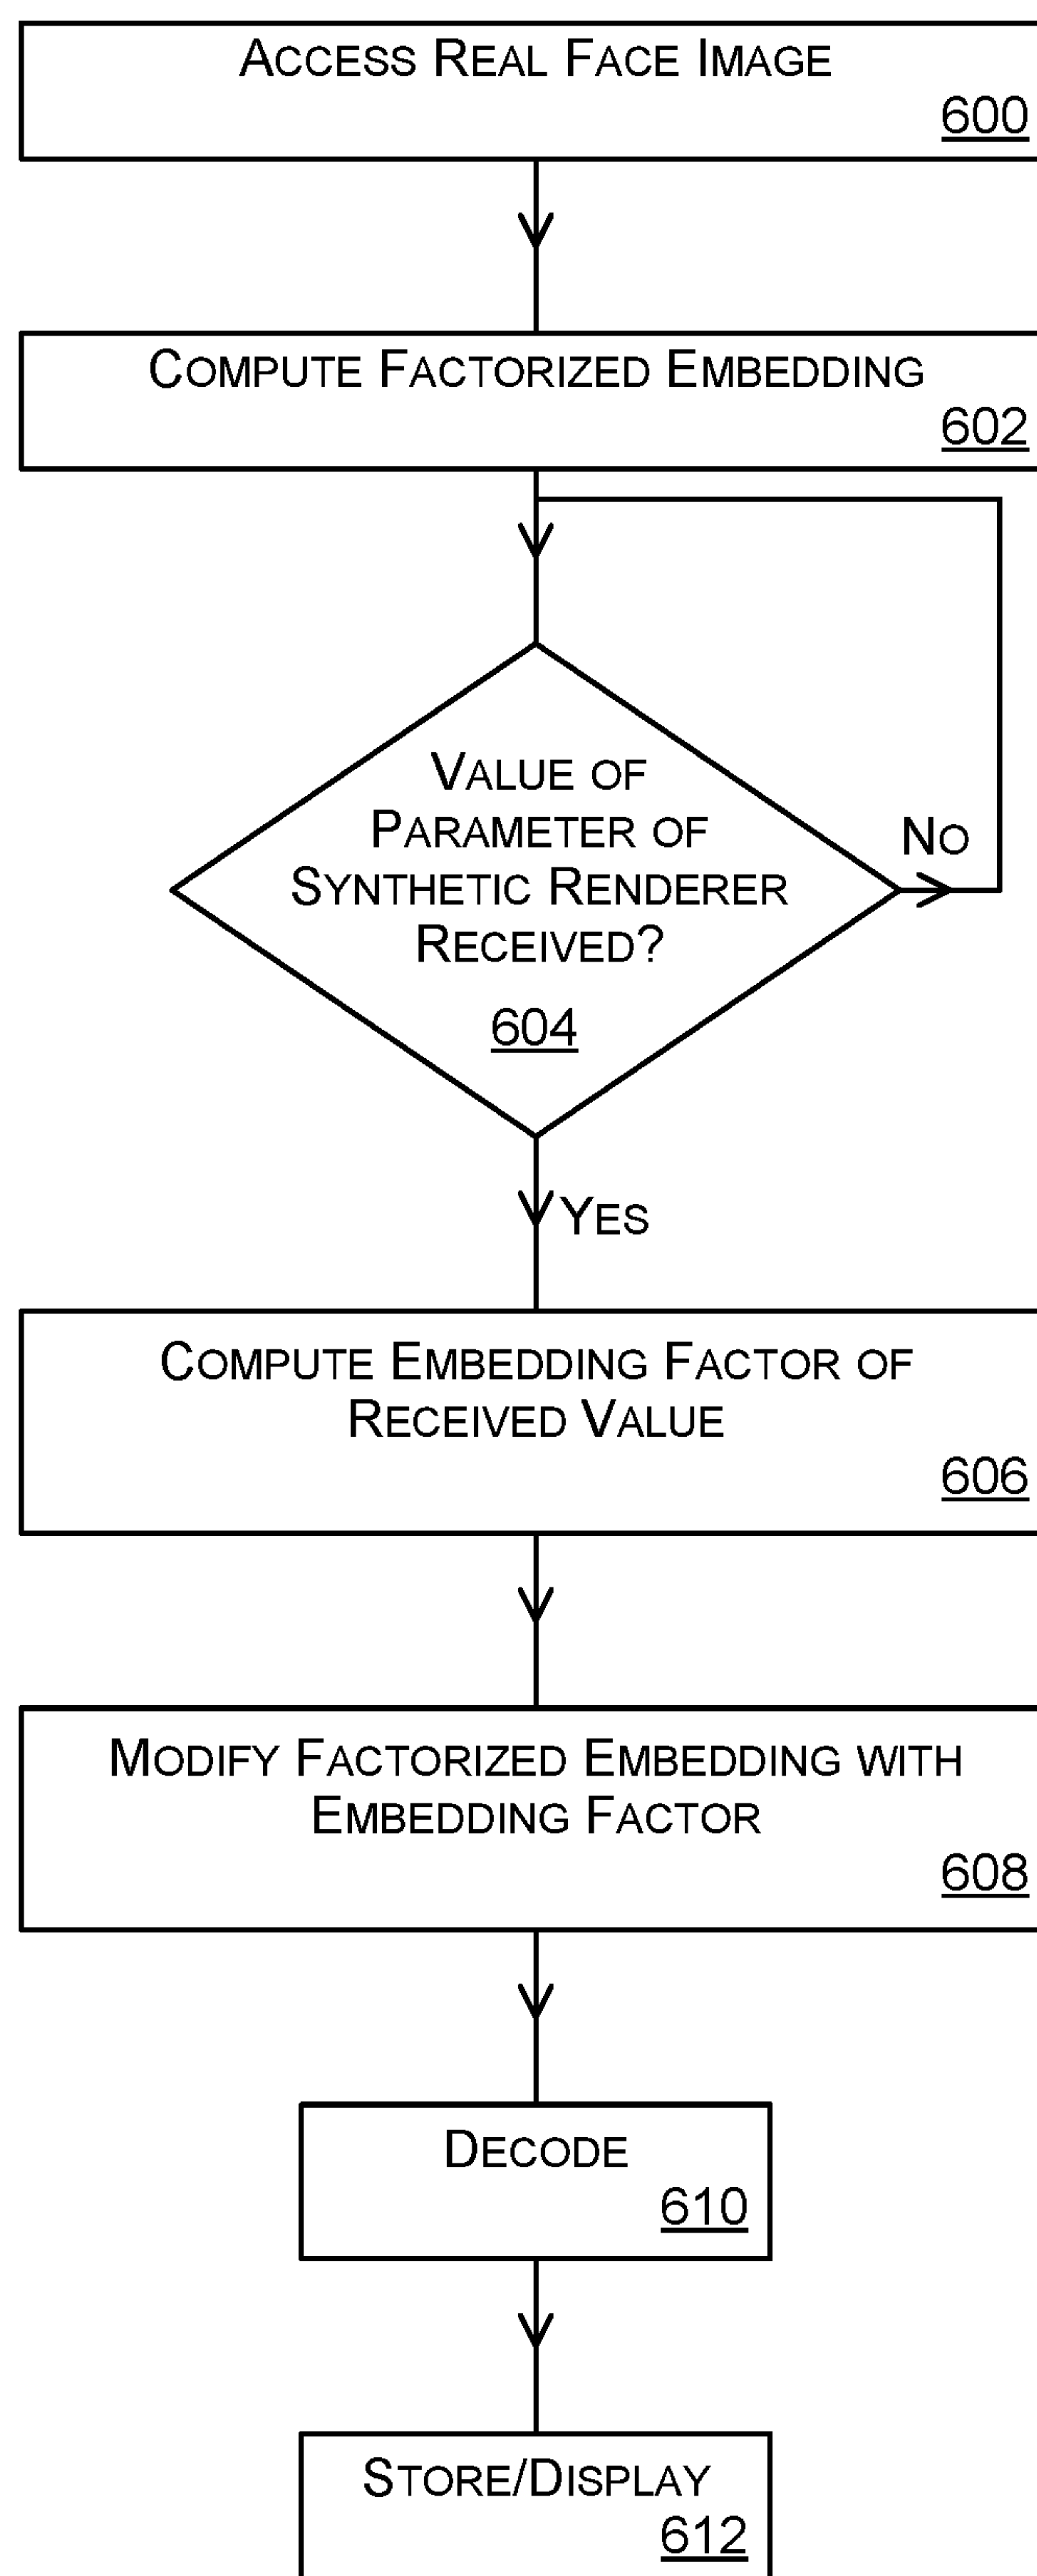 ACCESS REAL FACE IMAGE
600
COMPUTE FACTORIZED EMBEDDING
602
VALUE OF
PARAMETER OF
SYNTHETIC RENDERER
RECEIVED?
604
NO
YES
COMPUTE EMBEDDING FACTOR OF
RECEIVED VALUE
606
MODIFY FACTORIZED EMBEDDING WITH
EMBEDDING FACTOR
608
DECODE
610
STORE/DISPLAY
612